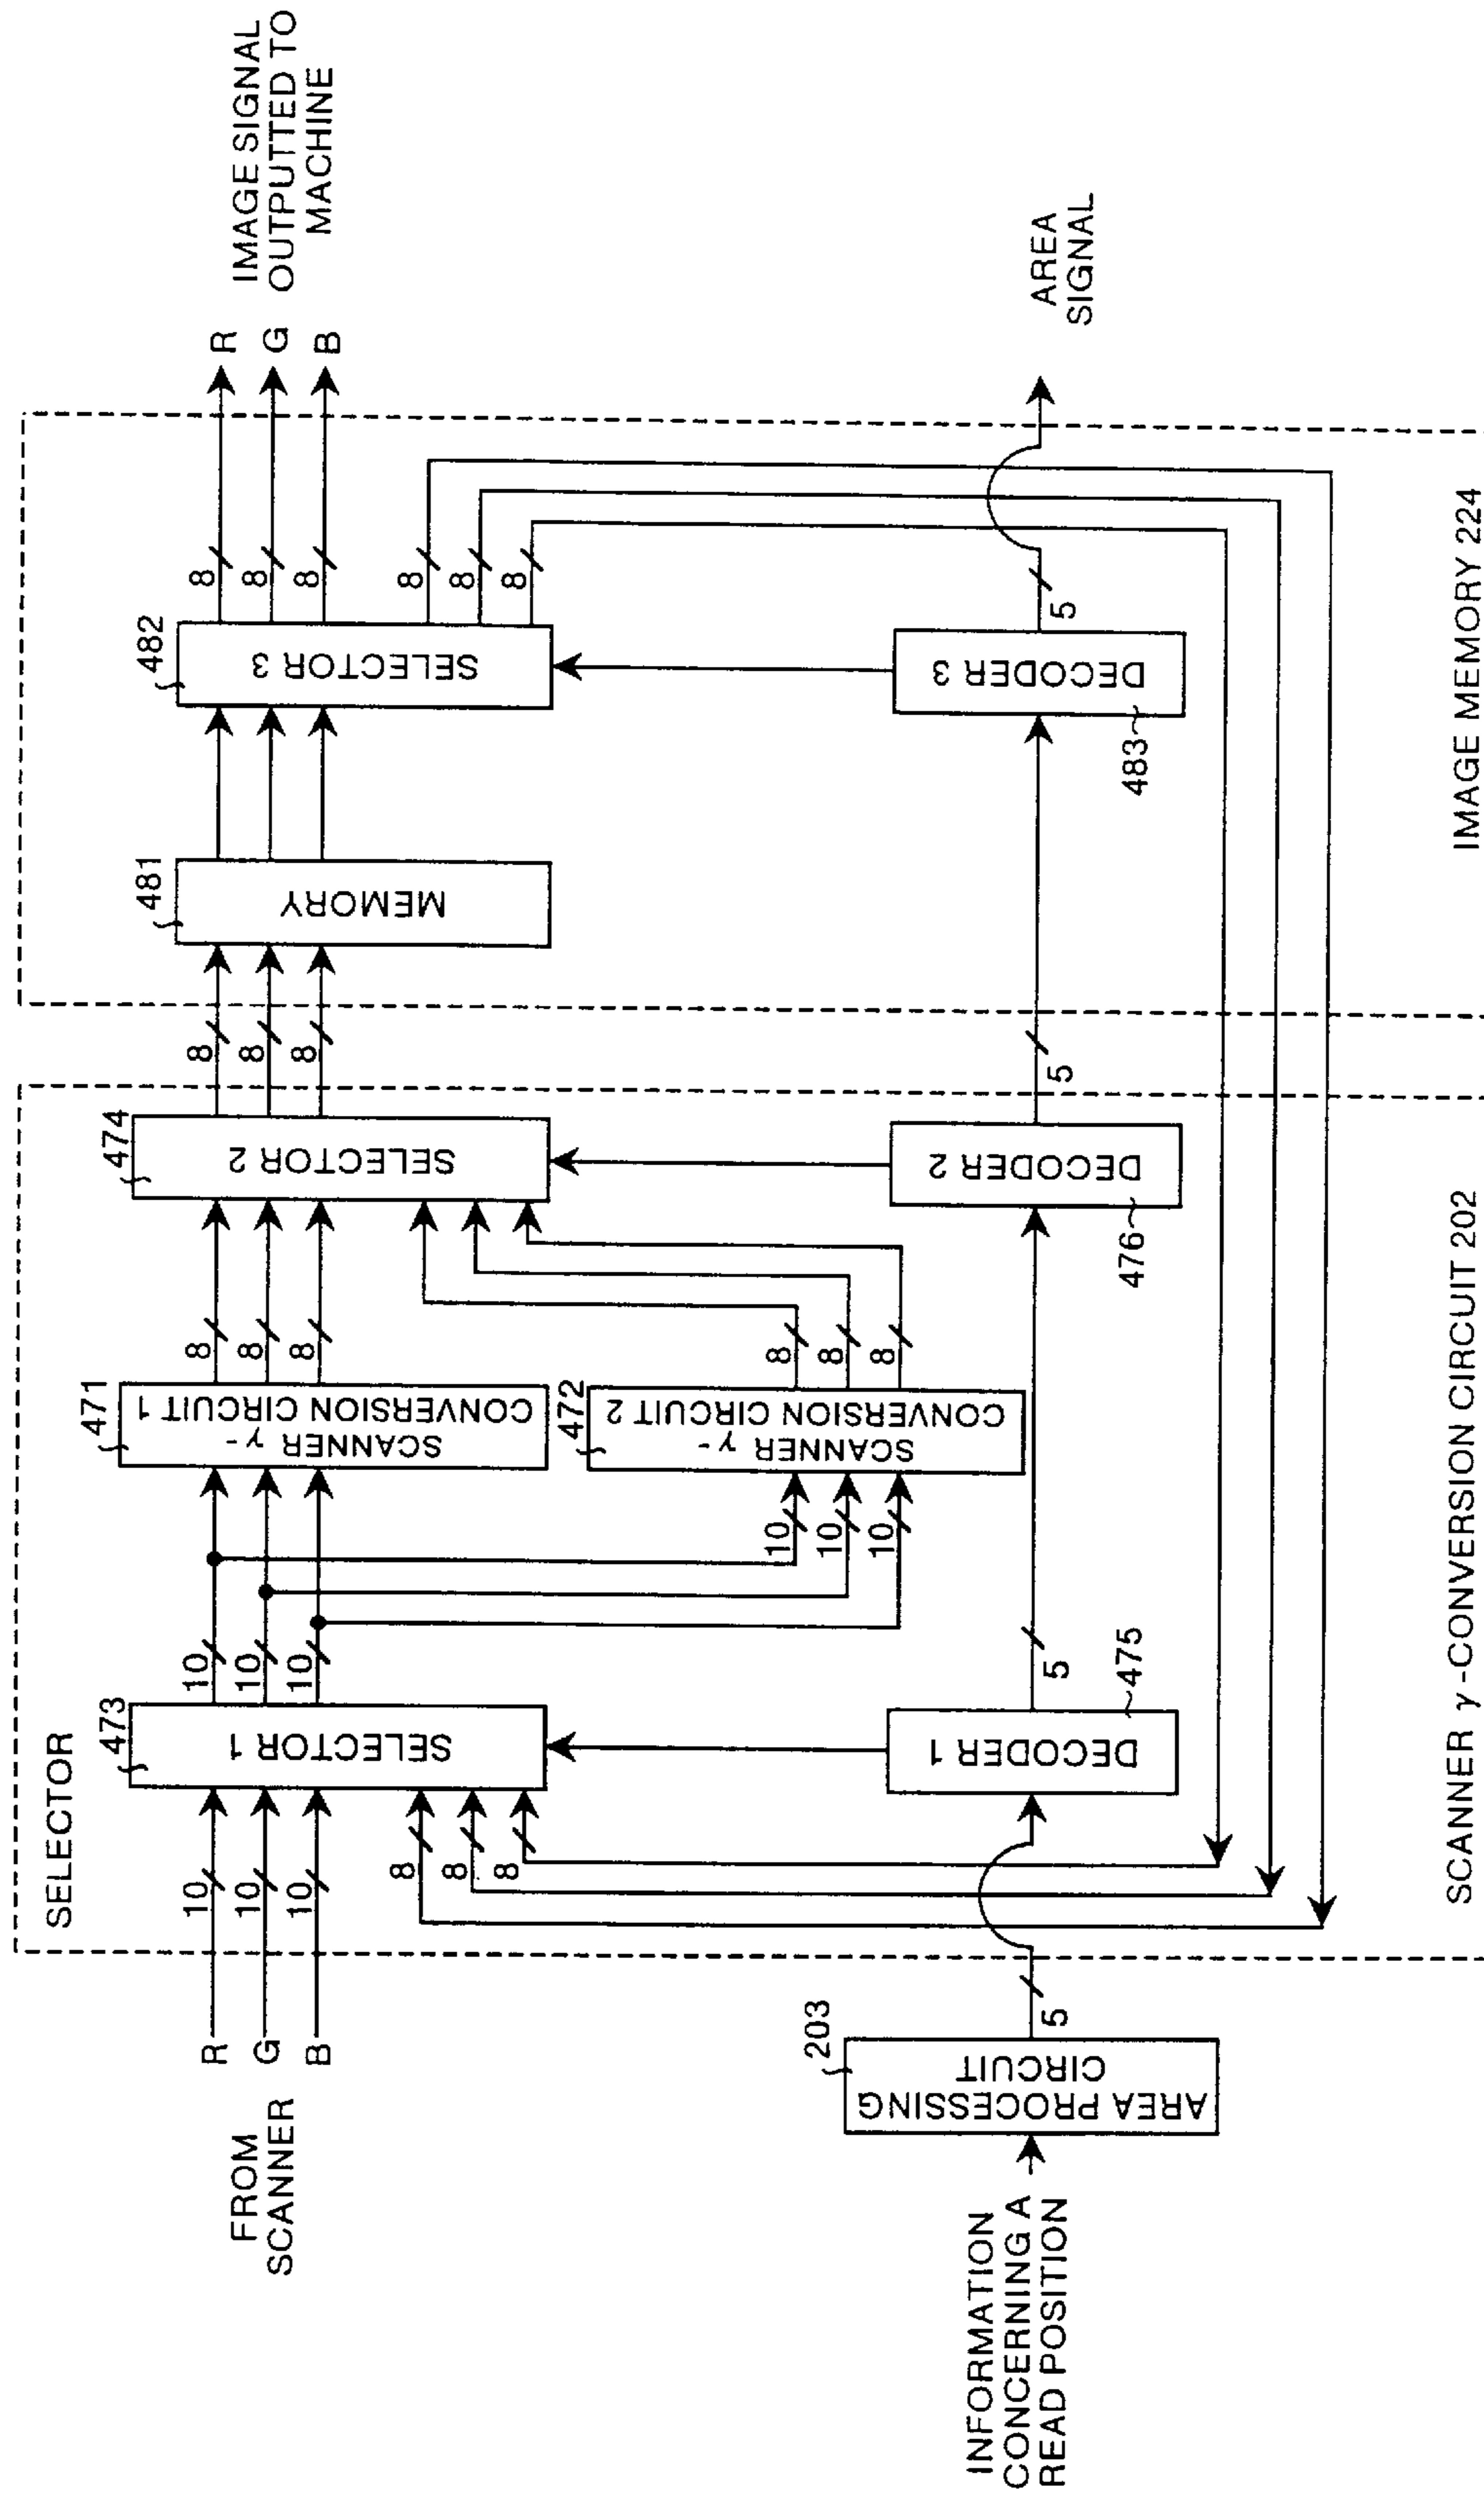 FROM
SCANNER
R
G
B
10
10
10
SELECTOR
473
SELECTOR 1
8
8
8
10
10
10
471
SCANNER γ-
CONVERSION CIRCUIT 1
8
8
8
10
10
10
472
SCANNER γ-
CONVERSION CIRCUIT 2
8
8
8
474
SELECTOR 2
8
8
8
481
MEMORY
482
SELECTOR 3
8
8
8
8
8
8
R
G
B
IMAGE SIGNAL
OUTPUTTED TO
MACHINE
INFORMATION
CONCERNING A
READ POSITION
203
AREA PROCESSING
CIRCUIT
5
DECODER 1
475
5
DECODER 2
476
5
DECODER 3
483
5
AREA
SIGNAL
SCANNER γ-CONVERSION CIRCUIT 202
IMAGE MEMORY 224